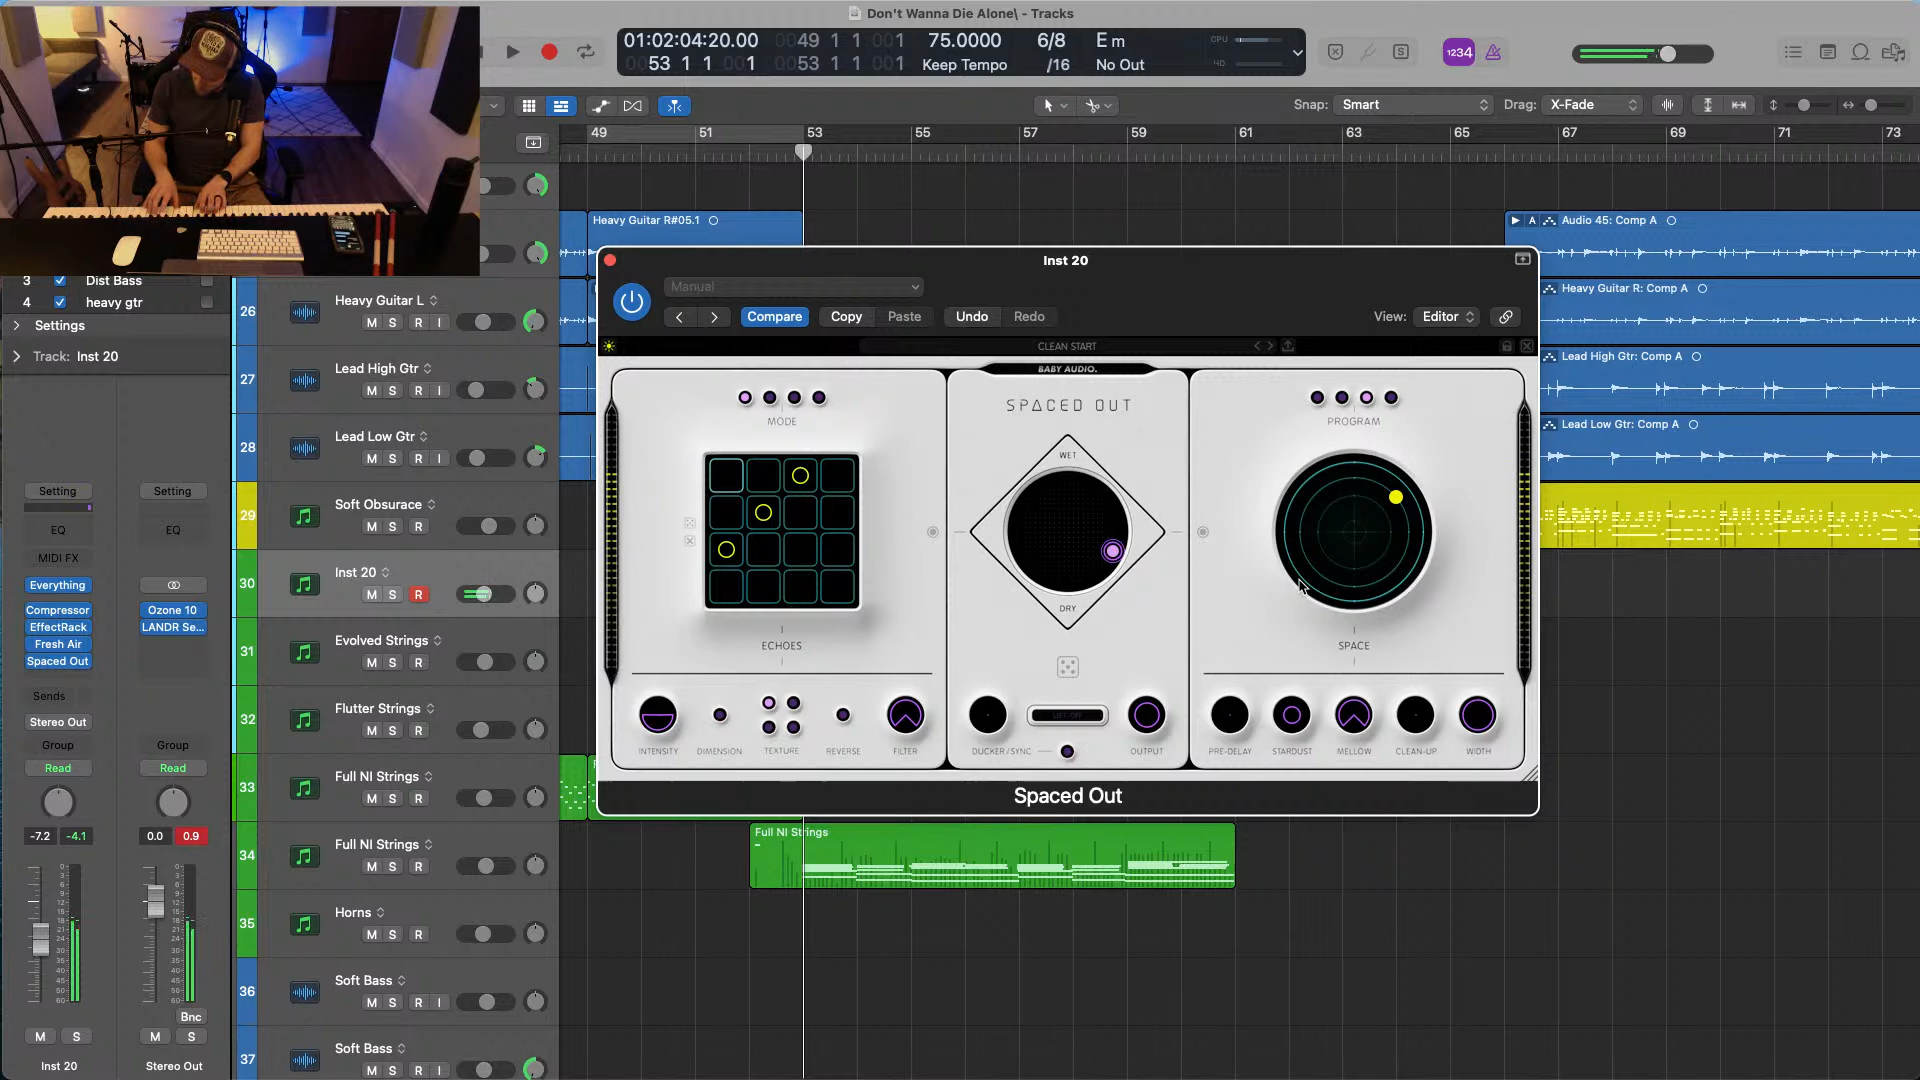 Don't Wanna Die Alone\ - Tracks
01:02:04:20.00
0049 1 1 001
75.0000
6/8
E m
CPU
53 1 1 1
0053 1 1 001
Keep Tempo
/16
No Out
HD
1234
S
Snap: Smart
Drag: X-Fade
49 51 53 55 57 59 61 63 65 67 69 71 73
Heavy Guitar R#05.1
A Audio 45: Comp A
Heavy Guitar R: Comp A
Lead High Gtr: Comp A
Lead Low Gtr: Comp A
3 Dist Bass
4 heavy gtr
Settings
Track: Inst 20
26 Heavy Guitar L
M S R I
27 Lead High Gtr
M S R I
28 Lead Low Gtr
M S R I
29 Soft Obsurace
M S R
30 Inst 20
M S R
31 Evolved Strings
M S R
32 Flutter Strings
M S R
33 Full NI Strings
M S R
34 Full NI Strings
M S R
35 Horns
M S R
36 Soft Bass
M S R I
37 Soft Bass
M S R I
Full NI Strings
Setting Setting
EQ EQ
MIDI FX
Everything
Compressor Ozone 10
EffectRack LANDR Se...
Fresh Air
Spaced Out
Sends
Stereo Out
Group Group
Read Read
-7.2 -4.1 0.0 0.9
Bnc
M S M S
Inst 20 Stereo Out
Inst 20
Manual
Compare Copy Paste Undo Redo
View: Editor
CLEAN START
BABY AUDIO.
SPACED OUT
MODE
PROGRAM
WET
DRY
ECHOES
SPACE
INTENSITY DIMENSION TEXTURE REVERSE FILTER
DUCKER/SYNC OUTPUT
LIFT-OFF
PRE-DELAY STARDUST MELLOW CLEAN-UP WIDTH
Spaced Out